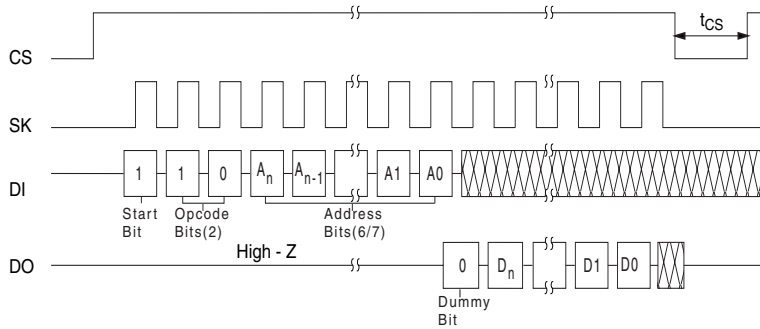 CS
tCS
SK
DI
1 1 0 An An-1 A1 A0
Start Bit
Opcode Bits(2)
Address Bits(6/7)
High - Z
DO
0 Dn D1 D0
Dummy Bit